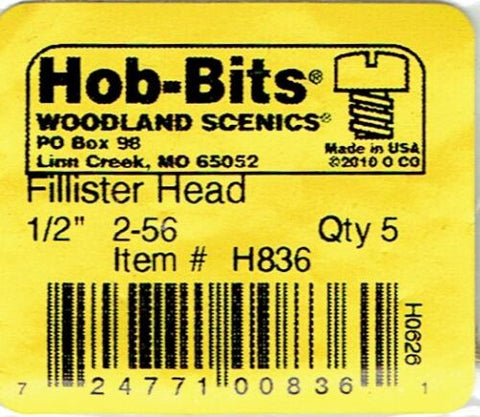 Hob-Bits®
WOODLAND SCENICS®
PO Box 98
Linn Creek, MO 65052
Made in USA
©2010 O CO
Fillister Head
1/2" 2-56 Qty 5
Item # H836
H0626
7 24771 00836 1